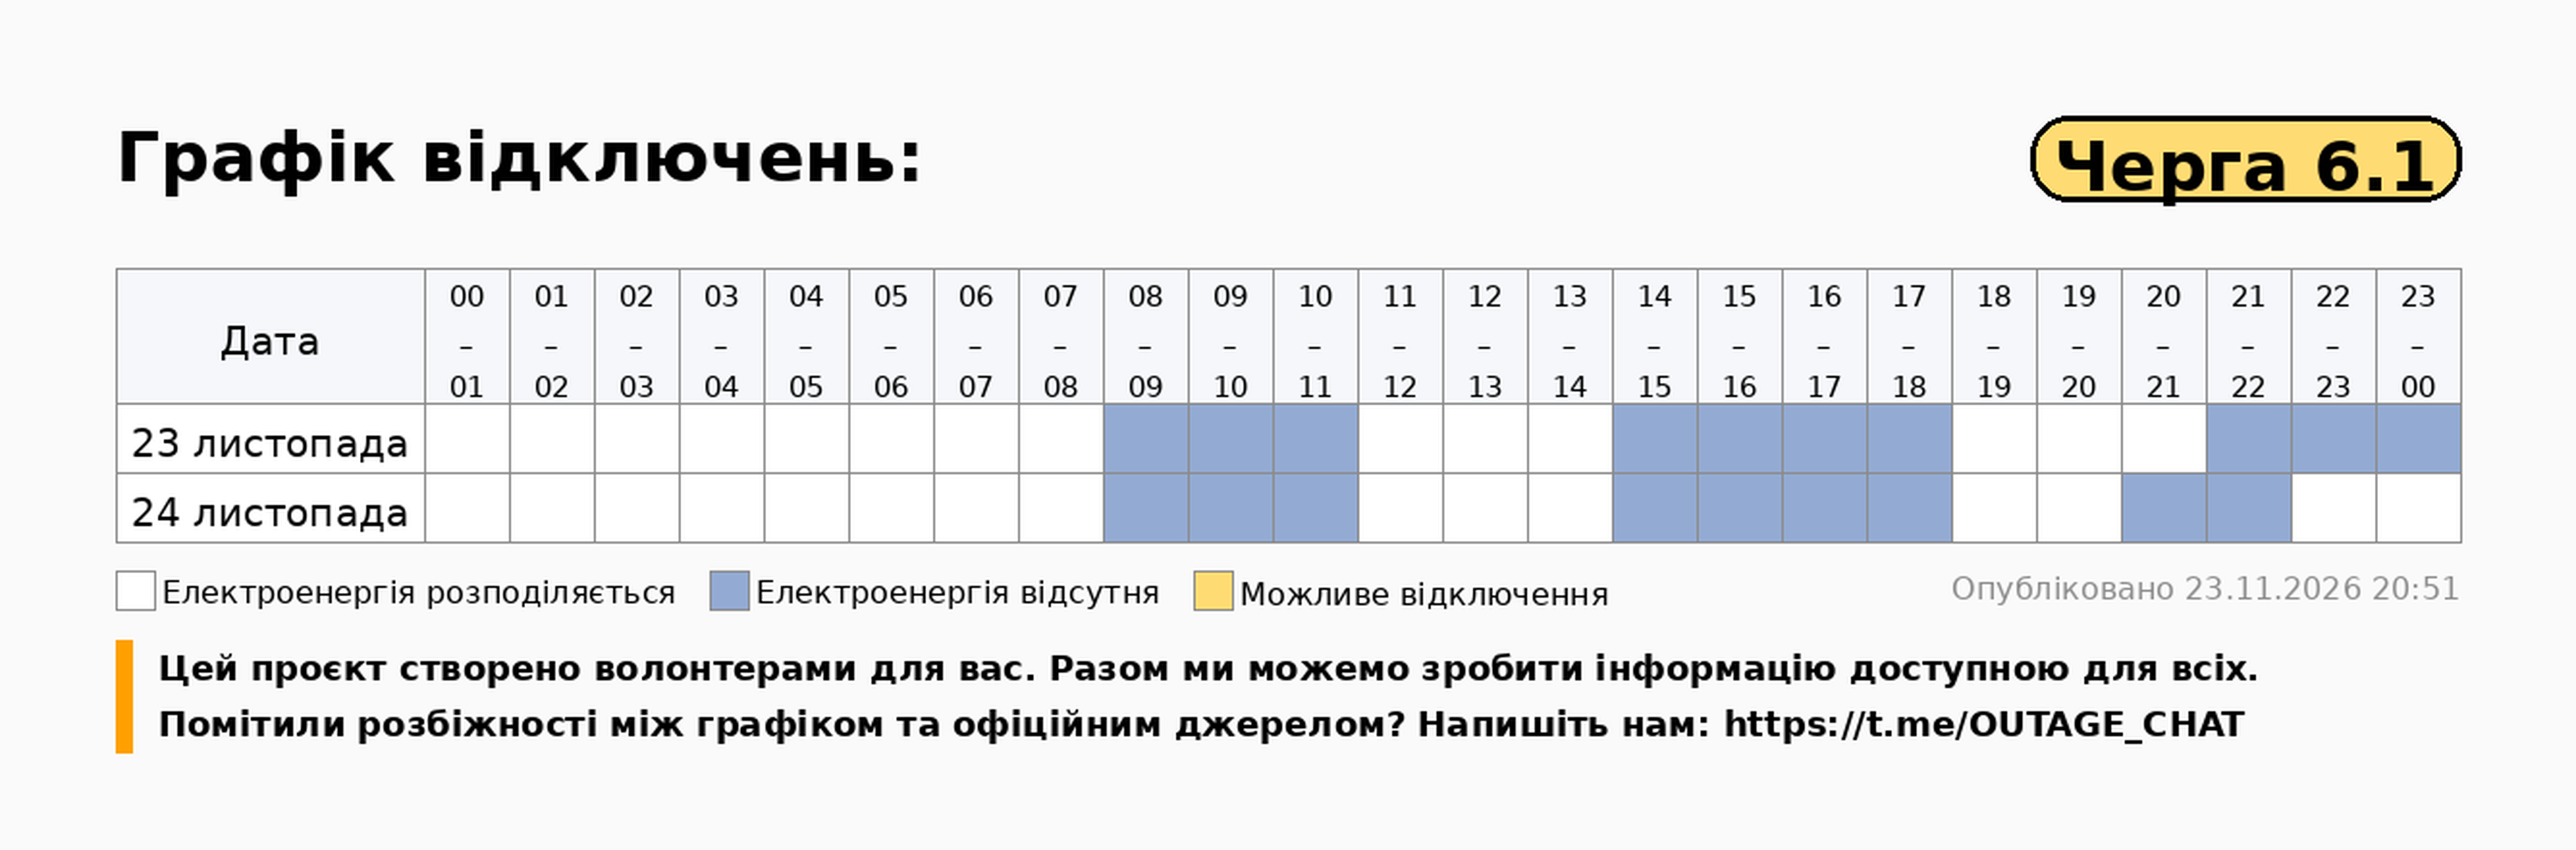 Графік відключень:
Черга 6.1
Дата
00 – 01
01 – 02
02 – 03
03 – 04
04 – 05
05 – 06
06 – 07
07 – 08
08 – 09
09 – 10
10 – 11
11 – 12
12 – 13
13 – 14
14 – 15
15 – 16
16 – 17
17 – 18
18 – 19
19 – 20
20 – 21
21 – 22
22 – 23
23 – 00
23 листопада
24 листопада
Електроенергія розподіляється
Електроенергія відсутня
Можливе відключення
Опубліковано 23.11.2026 20:51
Цей проєкт створено волонтерами для вас. Разом ми можемо зробити інформацію доступною для всіх.
Помітили розбіжності між графіком та офіційним джерелом? Напишіть нам: https://t.me/OUTAGE_CHAT